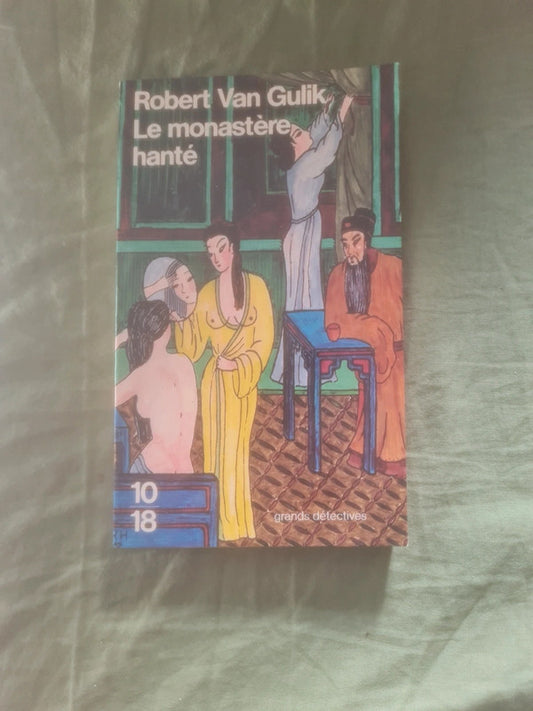 Robert Van Gulik
Le monastère
hanté
10
18
grands détectives